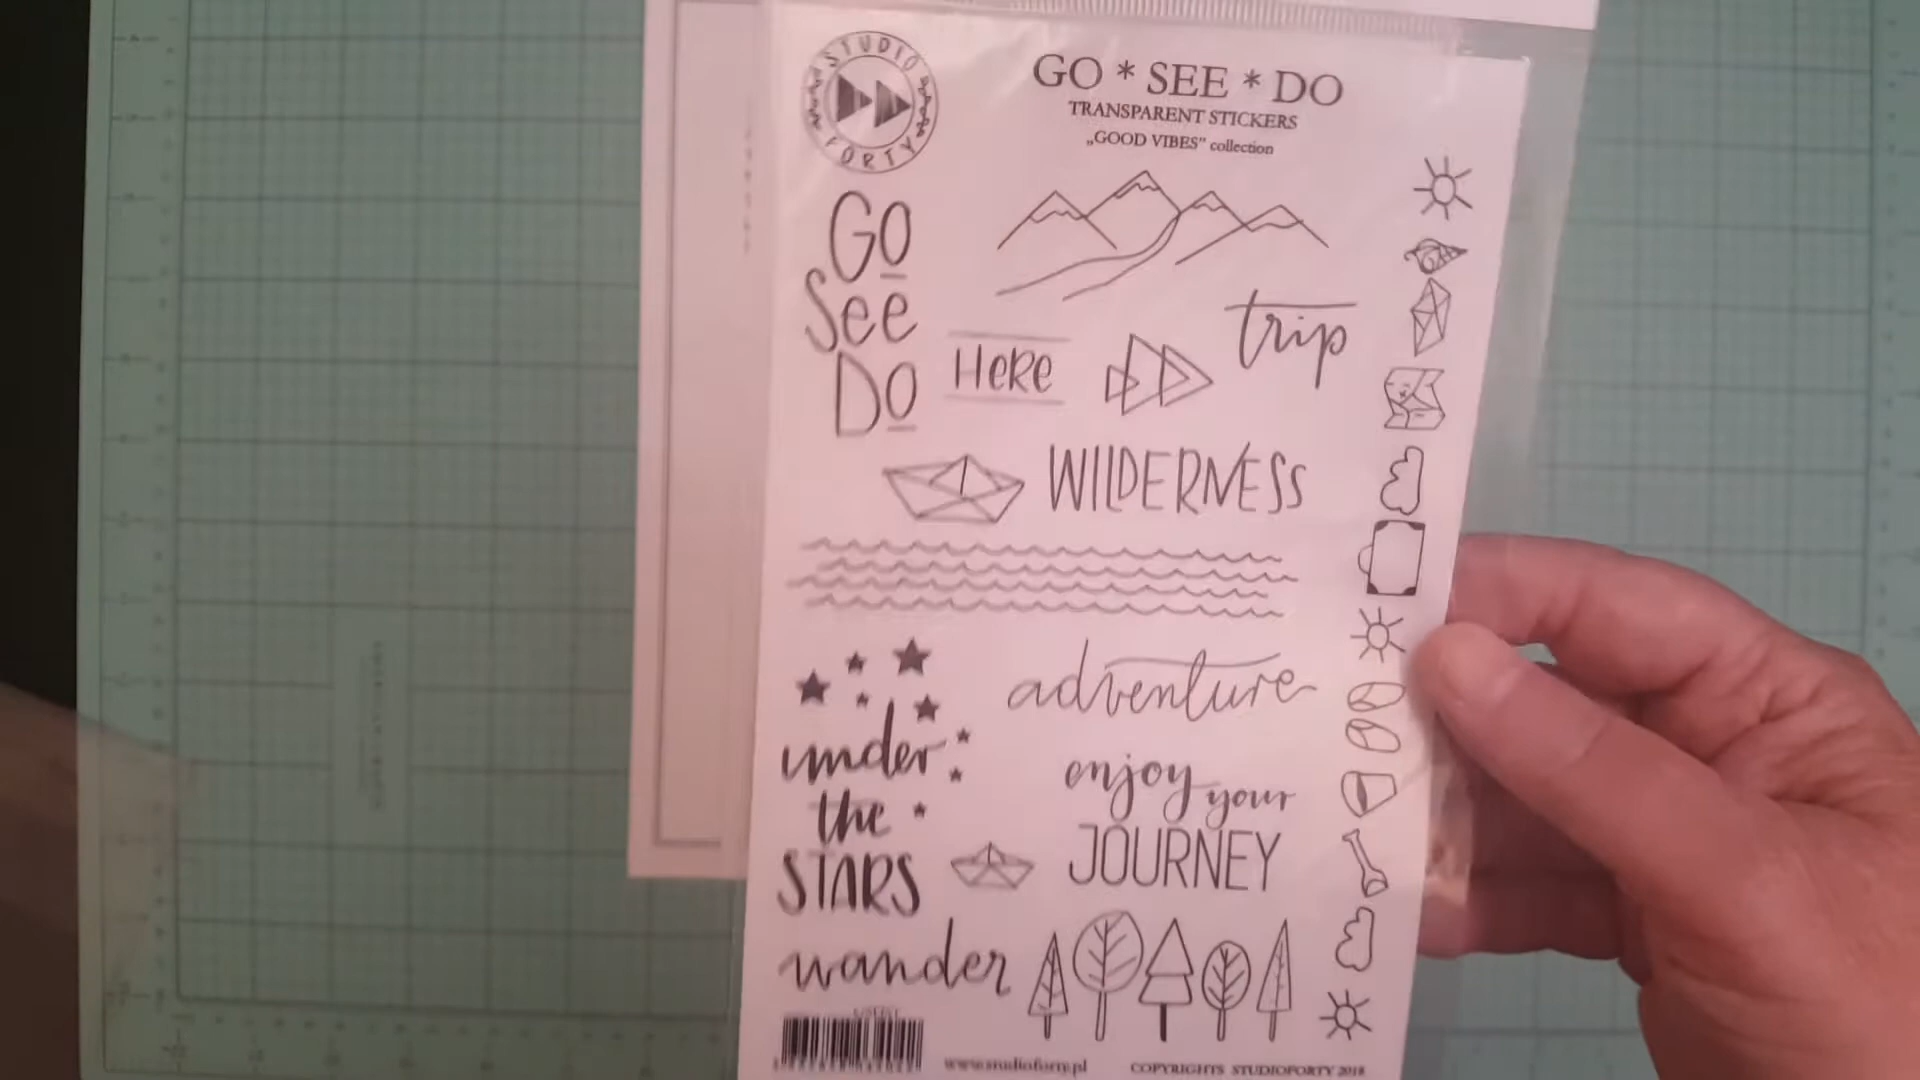 STUDIO
FORTY
GO * SEE * DO
TRANSPARENT STICKERS
„GOOD VIBES” collection
Go
See
Do
HeRe
trip
WILDERNESS
adventure
under
the
STARS
enjoy your
JOURNEY
wander
www.studioforty.pl
COPYRIGHTS STUDIOFORTY 2018